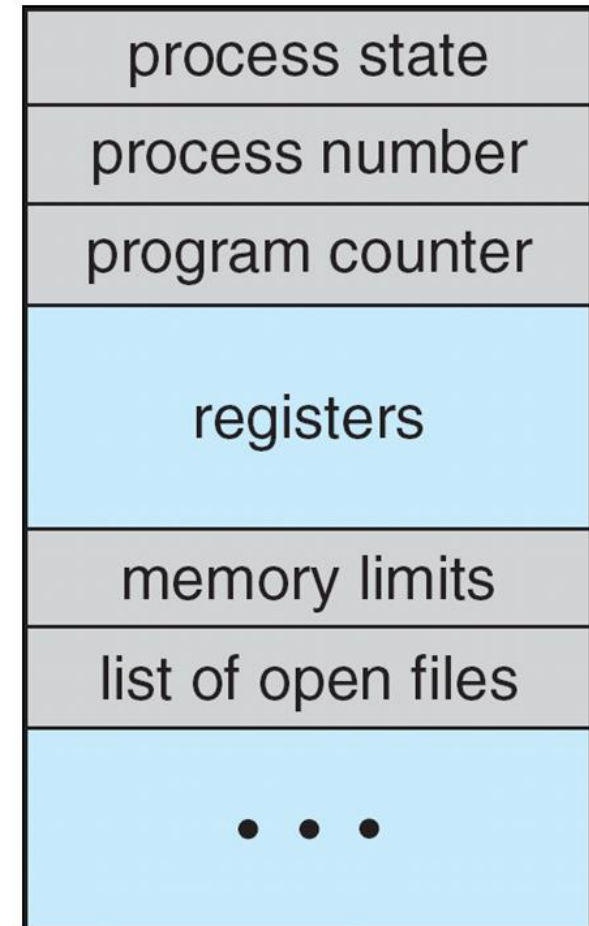 process state
process number
program counter
registers
memory limits
list of open files
• • •